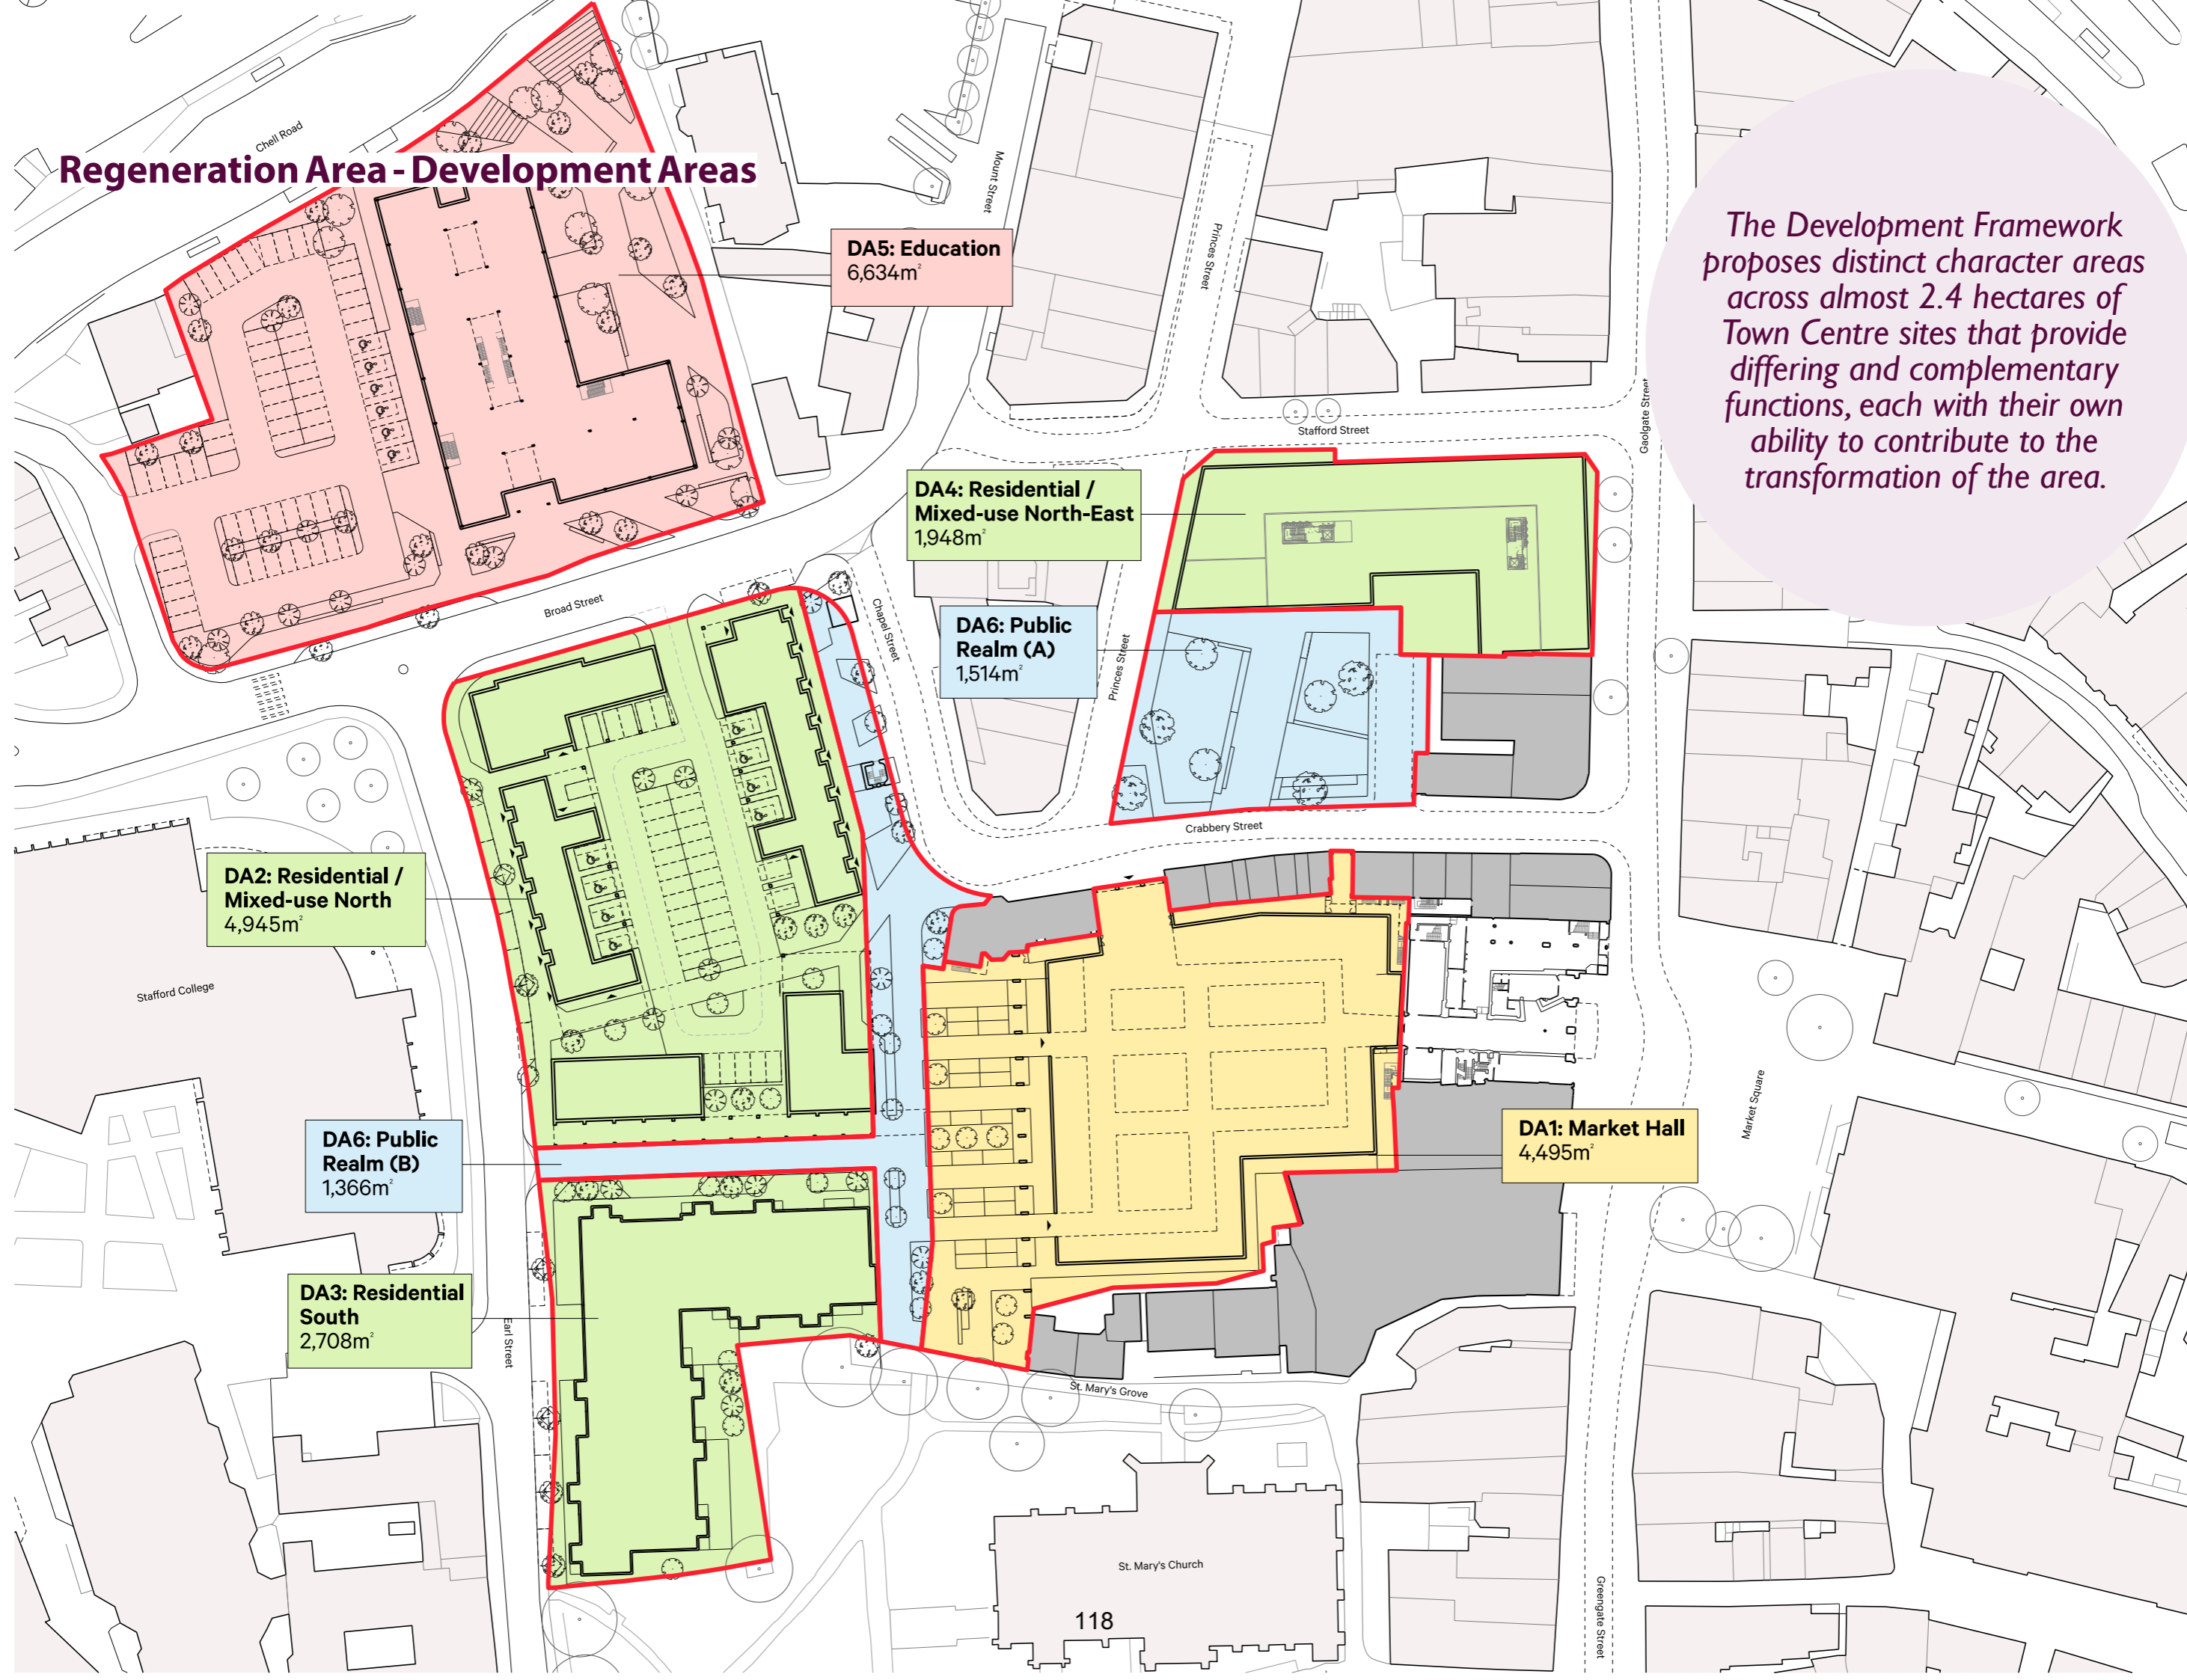 Chell Road
Regeneration Area - Development Areas
Mount Street
Princes Street
DA5: Education
6,634m²
The Development Framework
proposes distinct character areas
across almost 2.4 hectares of
Town Centre sites that provide
differing and complementary
functions, each with their own
ability to contribute to the
transformation of the area.
Gaolgate Street
Stafford Street
DA4: Residential /
Mixed-use North-East
1,948m²
Broad Street
Chapel Street
DA6: Public
Realm (A)
1,514m²
Princes Street
Crabbery Street
DA2: Residential /
Mixed-use North
4,945m²
Stafford College
Market Square
DA6: Public
Realm (B)
1,366m²
DA1: Market Hall
4,495m²
DA3: Residential
South
2,708m²
Earl Street
St. Mary's Grove
St. Mary's Church
118
Greengate Street